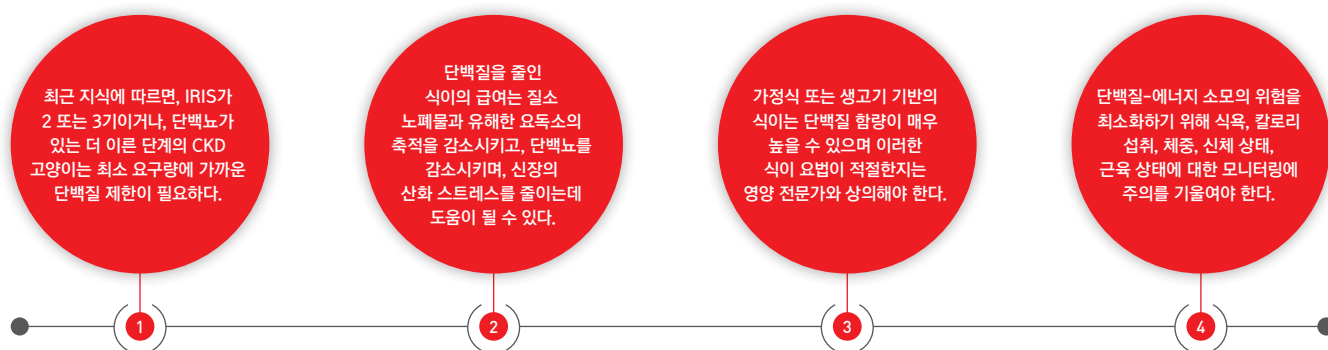 최근 지식에 따르면, IRIS가
2 또는 3기이거나, 단백뇨가
있는 더 이른 단계의 CKD
고양이는 최소 요구량에 가까운
단백질 제한이 필요하다.
단백질을 줄인
식이의 급여는 질소
노폐물과 유해한 요독소의
축적을 감소시키고, 단백뇨를
감소시키며, 신장의
산화 스트레스를 줄이는데
도움이 될 수 있다.
가정식 또는 생고기 기반의
식이는 단백질 함량이 매우
높을 수 있으며 이러한
식이 요법이 적절한지는
영양 전문가와 상의해야 한다.
단백질-에너지 소모의 위험을
최소화하기 위해 식욕, 칼로리
섭취, 체중, 신체 상태,
근육 상태에 대한 모니터링에
주의를 기울여야 한다.
1
2
3
4